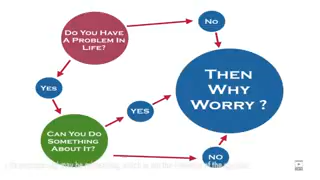 Do You Have
A Problem In
Life?
No
Yes
Then
Why
Worry ?
YES
Can You Do
Something
About It?
NO